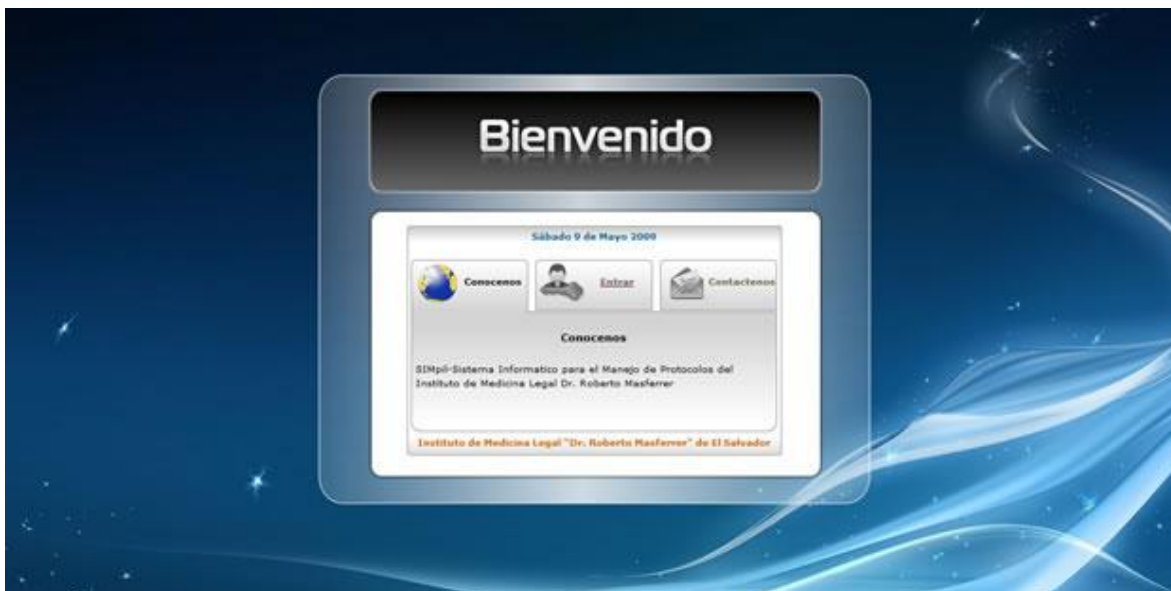 Bienvenido
Sábado 9 de Mayo 2009
Conocenos
Entrar
Contactenos
Conocenos
SIMpil-Sistema Informatico para el Manejo de Protocolos del
Instituto de Medicina Legal Dr. Roberto Masferrer
Instituto de Medicina Legal "Dr. Roberto Masferrer" de El Salvador